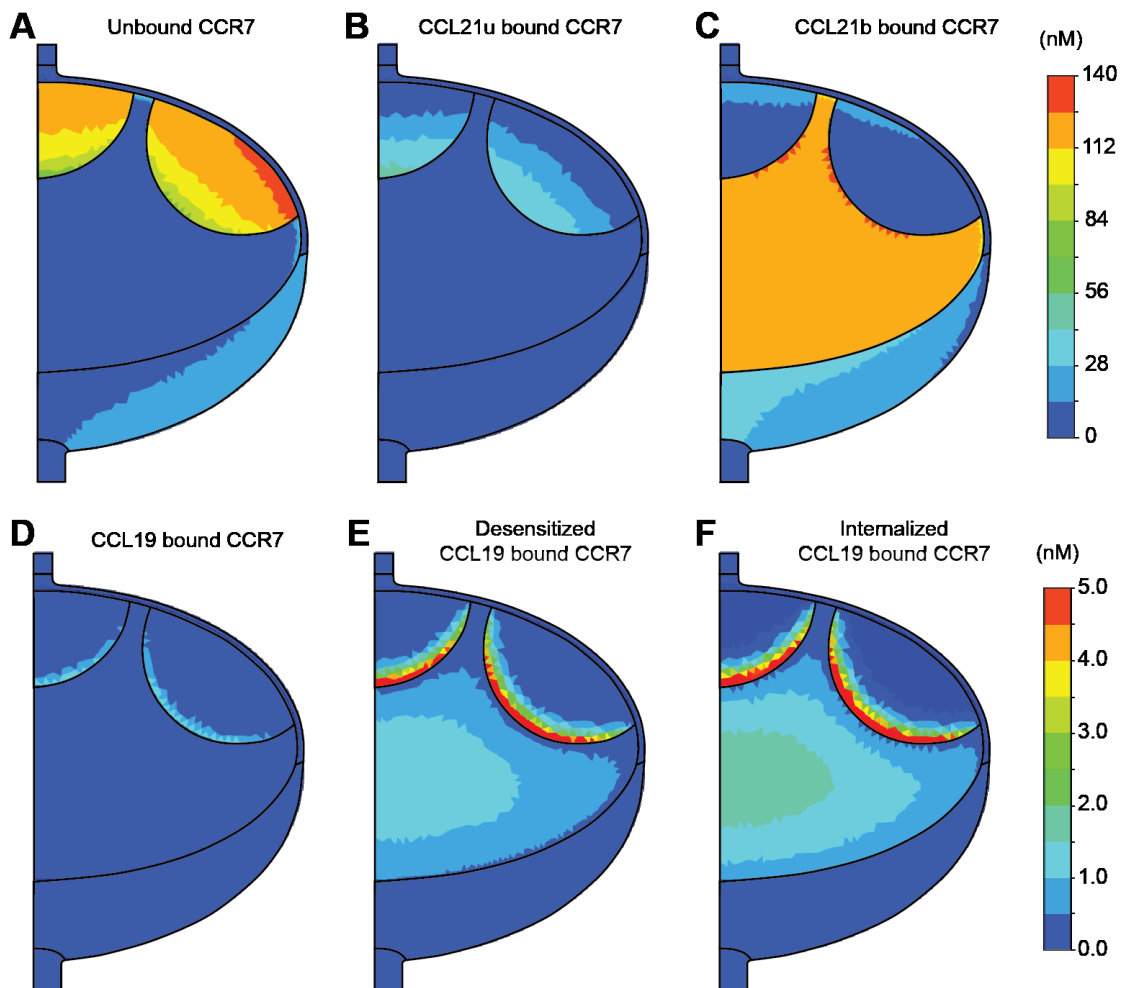 A
Unbound CCR7
B
CCL21u bound CCR7
C
CCL21b bound CCR7
(nM)
140
112
84
56
28
0
D
CCL19 bound CCR7
E
Desensitized
CCL19 bound CCR7
F
Internalized
CCL19 bound CCR7
(nM)
5.0
4.0
3.0
2.0
1.0
0.0